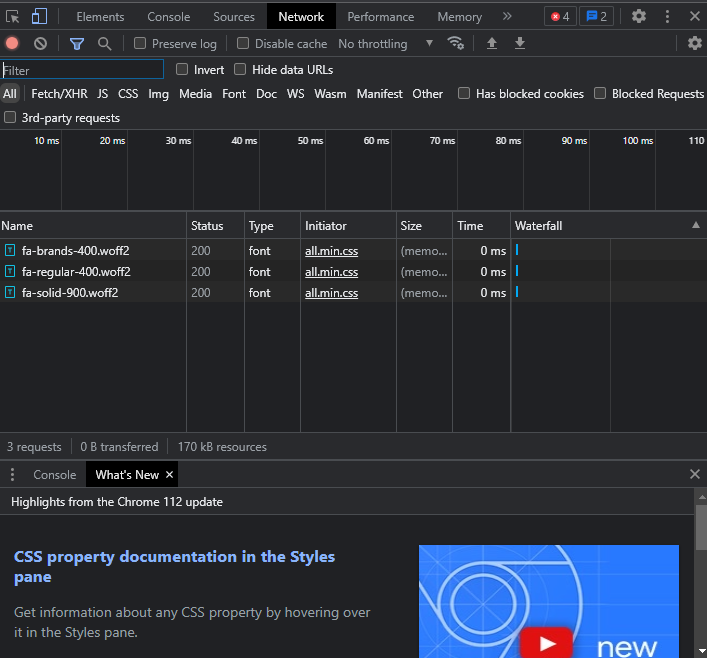 Elements Console Sources Network Performance Memory » 4 2
Preserve log Disable cache No throttling
Filter Invert Hide data URLs
All Fetch/XHR JS CSS Img Media Font Doc WS Wasm Manifest Other Has blocked cookies Blocked Requests
3rd-party requests
10 ms 20 ms 30 ms 40 ms 50 ms 60 ms 70 ms 80 ms 90 ms 100 ms 110
Name Status Type Initiator Size Time Waterfall
fa-brands-400.woff2 200 font all.min.css (memo... 0 ms
fa-regular-400.woff2 200 font all.min.css (memo... 0 ms
fa-solid-900.woff2 200 font all.min.css (memo... 0 ms
3 requests 0 B transferred 170 kB resources
Console What's New
Highlights from the Chrome 112 update
CSS property documentation in the Styles
pane
Get information about any CSS property by hovering over
it in the Styles pane.
new